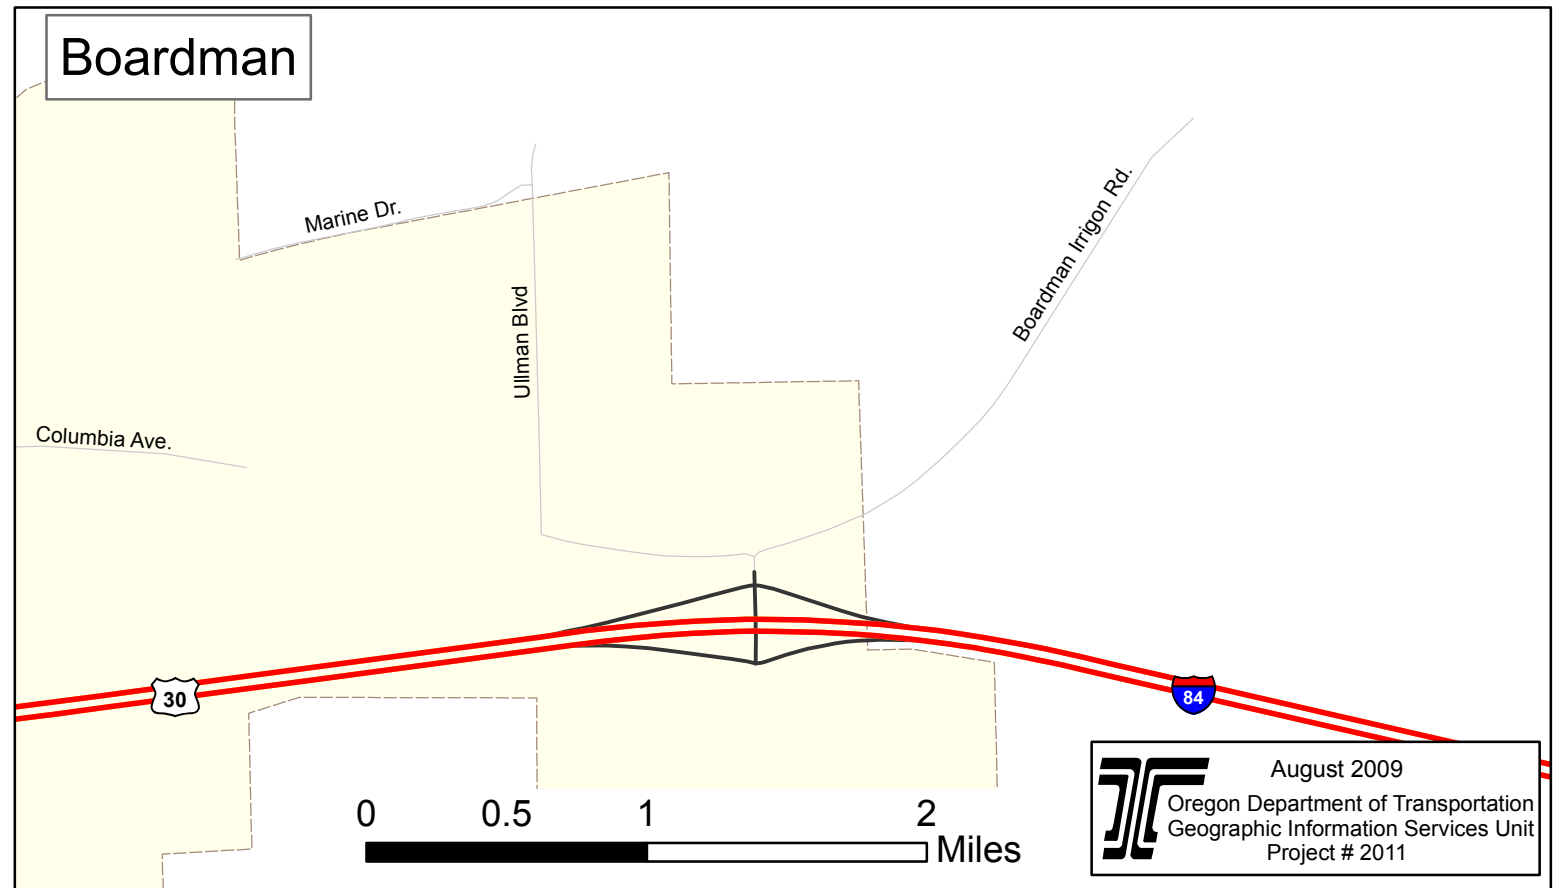 Boardman
Marine Dr.
Boardman Irrigon Rd.
Ullman Blvd
Columbia Ave.
30
84
0 0.5 1 2
Miles
August 2009
Oregon Department of Transportation
Geographic Information Services Unit
Project # 2011